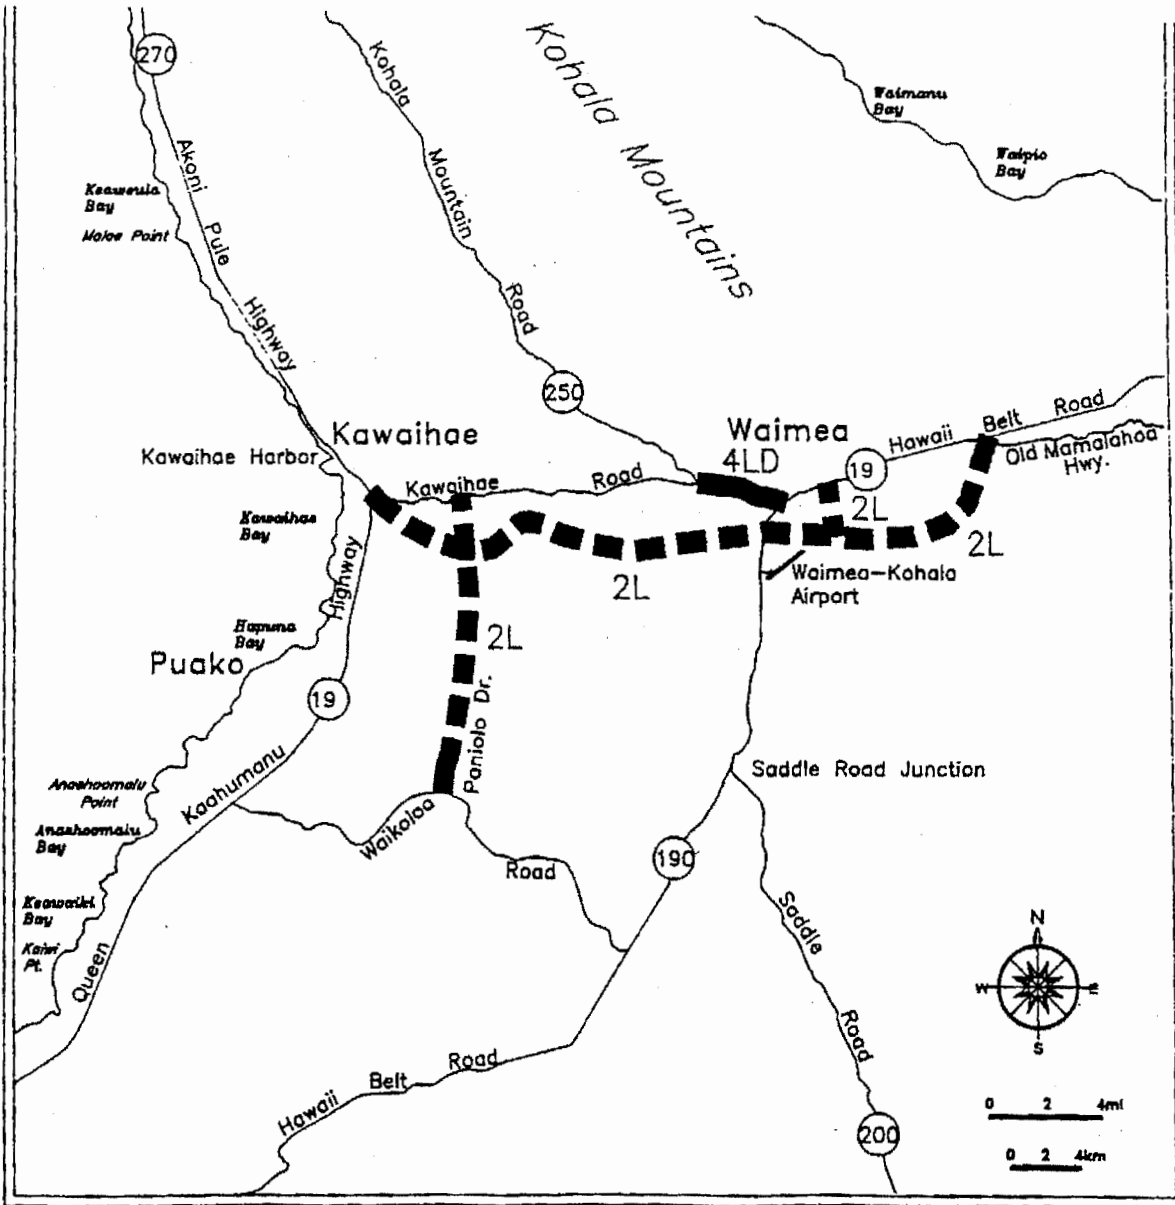 270
Kohala
Kohala Mountains
Waimanu
Bay
Waipio
Bay
Akoni
Pule
Highway
Mountain
Road
Bay
Point
250
Kawaihae
Waimea
4LD
Hawaii
Belt
Road
19
Old Mamalahoa
Hwy.
Kawaihae Harbor
Kawaihae
Road
Kawaihae
Bay
2L
2L
2L
Waimea-Kohala
Airport
Highway
Hapuna
Bay
2L
Puako
19
Paniolo Dr.
Kaahumanu
Saddle Road Junction
Anaehoomalu
Point
Anaehoomalu
Bay
Waikoloa
Road
190
Keawaiki
Bay
Pt.
Queen
Saddle
Road
N
W
E
S
Hawaii
Belt
Road
0 2 4mi
0 2 4km
200